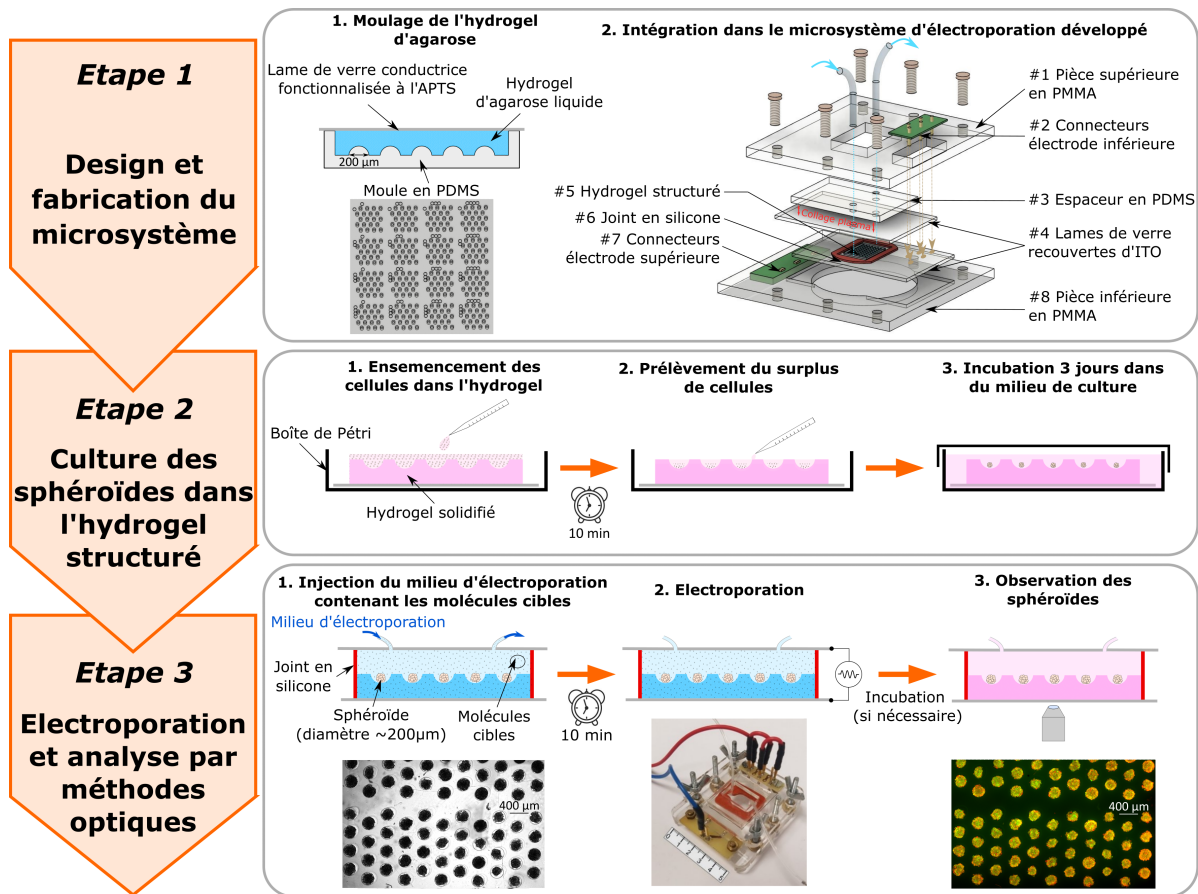 Etape 1
Design et
fabrication du
microsystème
1. Moulage de l'hydrogel
d'agarose
Lame de verre conductrice
fonctionnalisée à l'APTS
Hydrogel
d'agarose liquide
200 µm
Moule en PDMS
2. Intégration dans le microsystème d'électroporation développé
#1 Pièce supérieure
en PMMA
#2 Connecteurs
électrode inférieure
#3 Espaceur en PDMS
#4 Lames de verre
recouvertes d'ITO
#5 Hydrogel structuré
#6 Joint en silicone
#7 Connecteurs
électrode supérieure
Collage plasma
#8 Pièce inférieure
en PMMA
Etape 2
Culture des
sphéroïdes dans
l'hydrogel
structuré
1. Ensemencement des
cellules dans l'hydrogel
Boîte de Pétri
Hydrogel solidifié
10 min
2. Prélèvement du surplus
de cellules
3. Incubation 3 jours dans
du milieu de culture
Etape 3
Electroporation
et analyse par
méthodes
optiques
1. Injection du milieu d'électroporation
contenant les molécules cibles
Milieu d'électroporation
Joint en
silicone
Sphéroïde
(diamètre ~200µm)
Molécules
cibles
10 min
400 µm
2. Electroporation
Incubation
(si nécessaire)
3. Observation des
sphéroïdes
400 µm